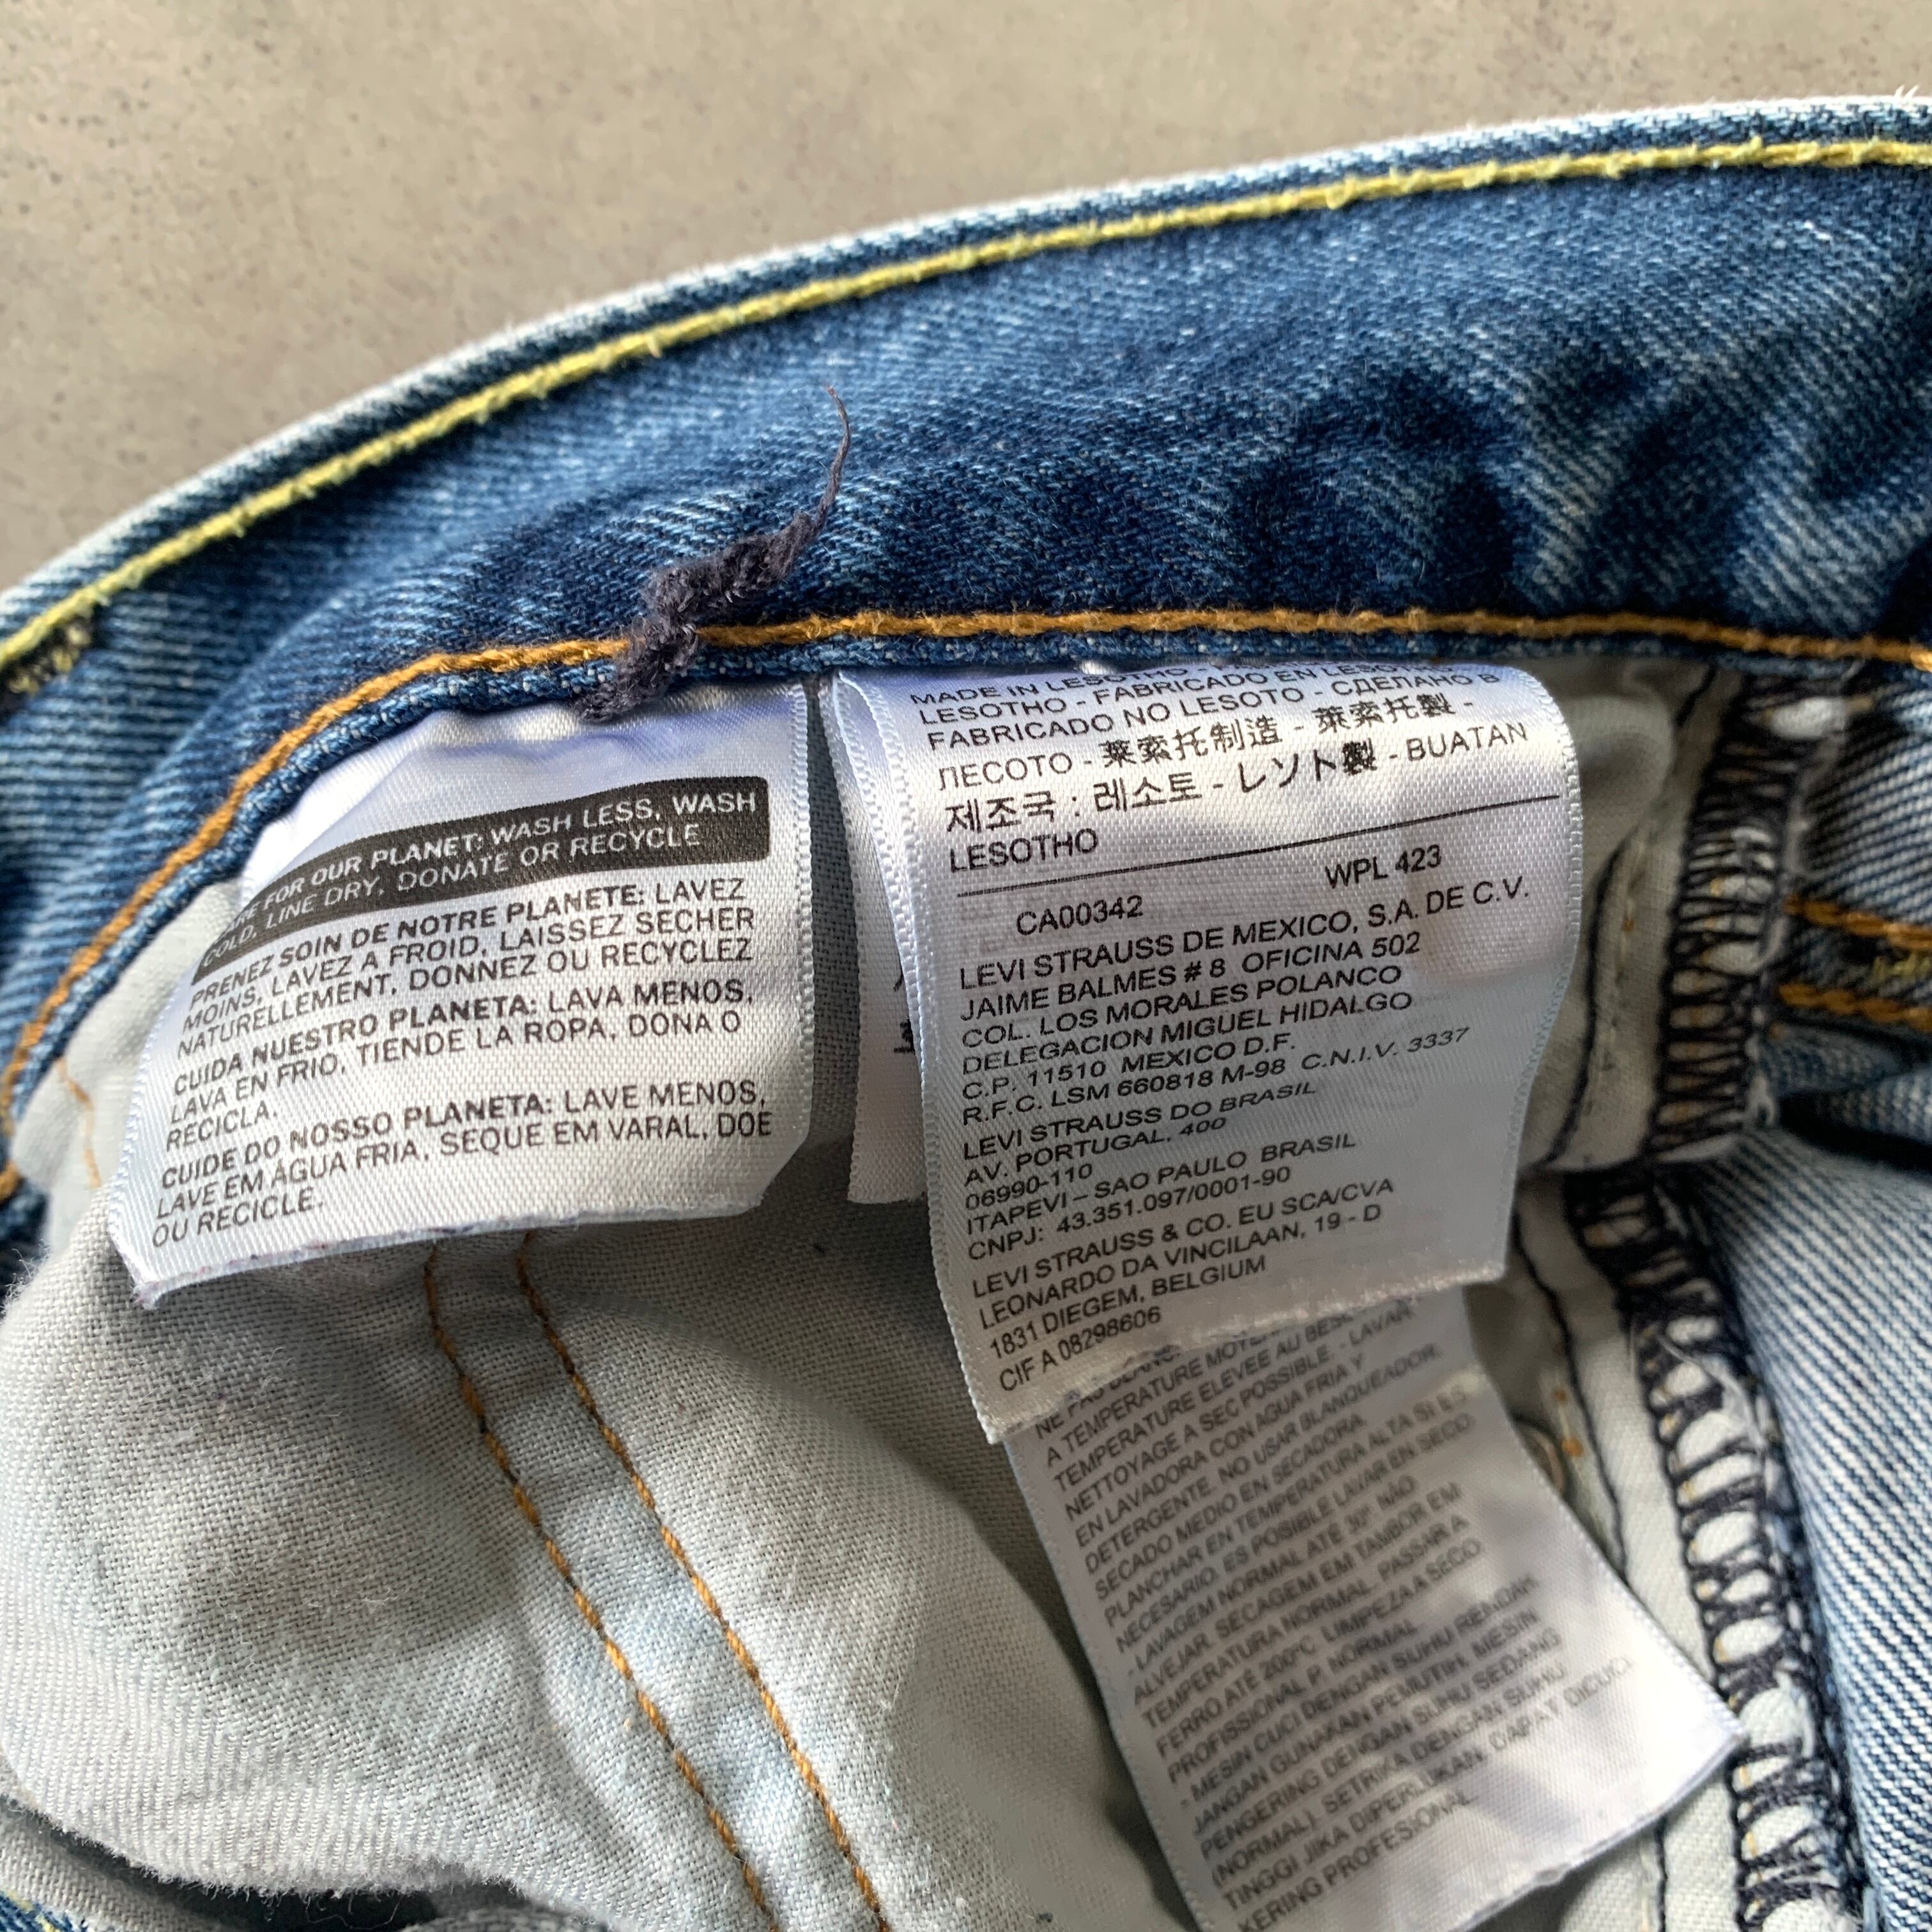 FOR OUR PLANET: WASH LESS, WASH
COLD, LINE DRY, DONATE OR RECYCLE
PRENEZ SOIN DE NOTRE PLANETE: LAVEZ
MOINS, LAVEZ A FROID, LAISSEZ SECHER
NATURELLEMENT, DONNEZ OU RECYCLEZ
CUIDA NUESTRO PLANETA: LAVA MENOS,
LAVA EN FRIO, TIENDE LA ROPA, DONA O
RECICLA.
CUIDE DO NOSSO PLANETA: LAVE MENOS,
LAVE EM ÁGUA FRIA, SEQUE EM VARAL, DOE
OU RECICLE.
MADE IN LESOTHO
LESOTHO - FABRICADO EN LESOTHO
FABRICADO NO LESOTO - СДЕЛАНО В
ЛЕСОТО - 莱索托制造 - 萊索托製 -
제조국 : 레소토 - レソト製 - BUATAN
LESOTHO
CA00342 WPL 423
LEVI STRAUSS DE MEXICO, S.A. DE C.V.
JAIME BALMES # 8 OFICINA 502
COL. LOS MORALES POLANCO
DELEGACION MIGUEL HIDALGO
C.P. 11510 MEXICO D.F.
R.F.C. LSM 660818 M-98 C.N.I.V. 3337
LEVI STRAUSS DO BRASIL
AV. PORTUGAL, 400
06990-110
ITAPEVI – SAO PAULO BRASIL
CNPJ: 43.351.097/0001-90
LEVI STRAUSS & CO. EU SCA/CVA
LEONARDO DA VINCILAAN, 19 - D
1831 DIEGEM, BELGIUM
CIF A 08298606
NE PAS
A TEMPERATURE
TEMPERATURE ELEVEE AU
NETTOYAGE A SEC POSSIBLE. - LAVAR
EN LAVADORA CON AGUA FRIA Y
DETERGENTE. NO USAR BLANQUEADOR.
SECADO MEDIO EN SECADORA.
PLANCHAR EN TEMPERATURA ALTA SI ES
NECESARIO. ES POSIBLE LAVAR EN SECO.
- LAVAGEM NORMAL ATÉ 30° NÃO
ALVEJAR. SECAGEM EM TAMBOR EM
TEMPERATURA NORMAL. PASSAR A
FERRO ATÉ 200°C. LIMPEZA A SECO
PROFISSIONAL P. NORMAL.
- MESIN CUCI DENGAN SUHU RENDAH.
JANGAN GUNAKAN PEMUTIH. MESIN
PENGERING DENGAN SUHU SEDANG
(NORMAL). SETRIKA DENGAN SUHU
TINGGI JIKA DIPERLUKAN. DAPAT DICUCI
KERING PROFESIONAL.